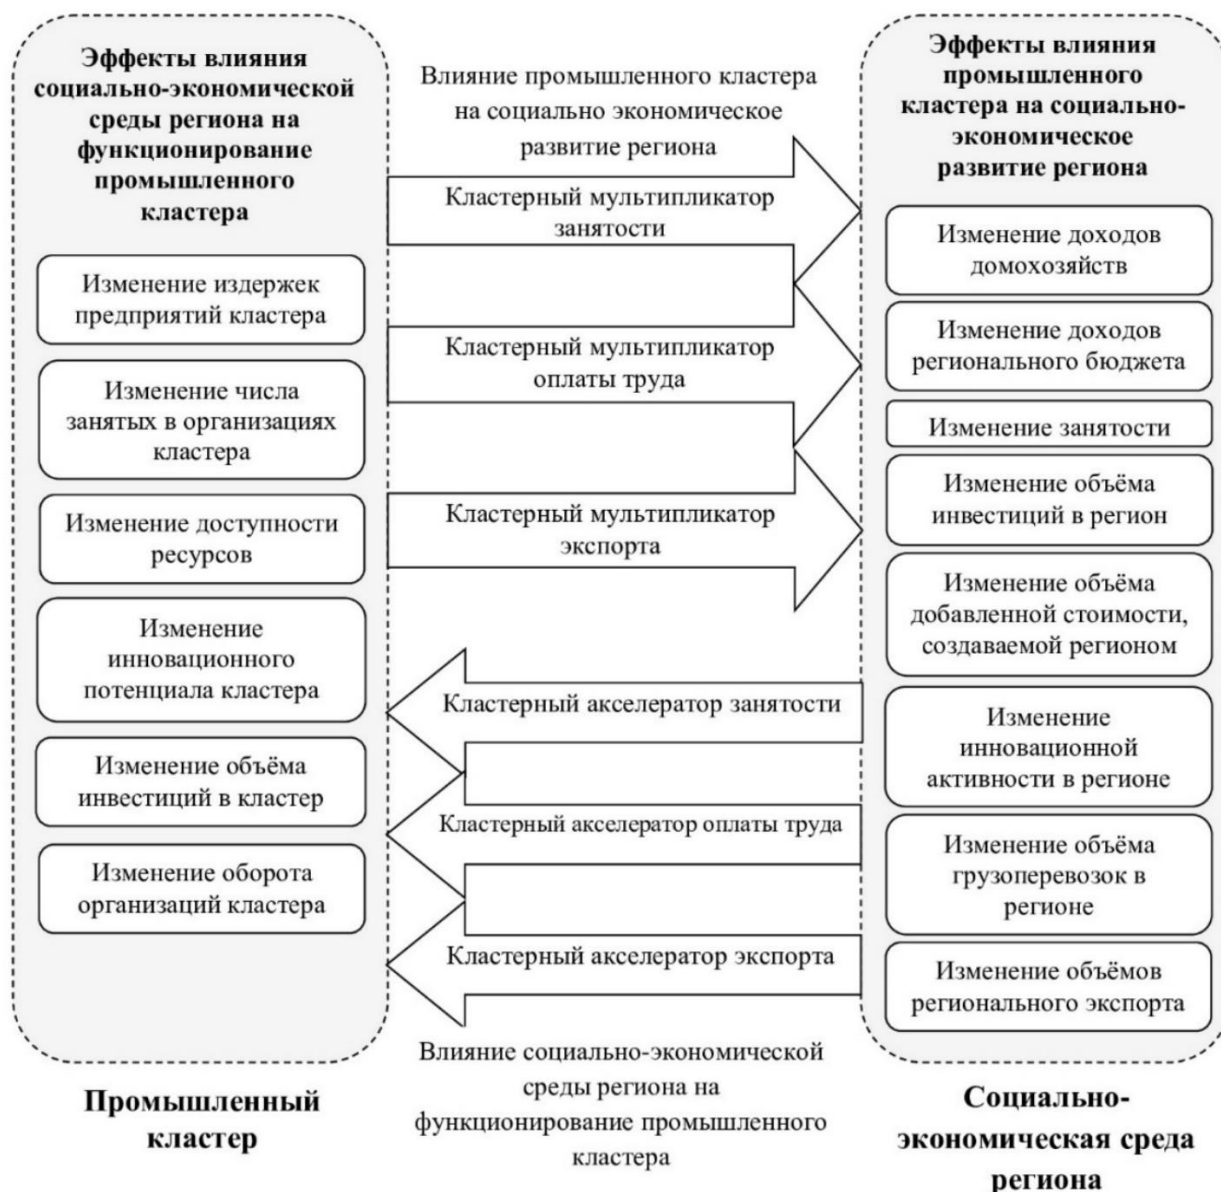 Эффекты влияния
социально-экономической
среды региона на
функционирование
промышленного
кластера
Изменение издержек
предприятий кластера
Изменение числа
занятых в организациях
кластера
Изменение доступности
ресурсов
Изменение
инновационного
потенциала кластера
Изменение объёма
инвестиций в кластер
Изменение оборота
организаций кластера
Промышленный
кластер
Влияние промышленного кластера
на социально экономическое
развитие региона
Кластерный мультипликатор
занятости
Кластерный мультипликатор
оплаты труда
Кластерный мультипликатор
экспорта
Кластерный акселератор занятости
Кластерный акселератор оплаты труда
Кластерный акселератор экспорта
Влияние социально-экономической
среды региона на
функционирование промышленного
кластера
Эффекты влияния
промышленного
кластера на социально-
экономическое
развитие региона
Изменение доходов
домохозяйств
Изменение доходов
регионального бюджета
Изменение занятости
Изменение объёма
инвестиций в регион
Изменение объёма
добавленной стоимости,
создаваемой регионом
Изменение
инновационной
активности в регионе
Изменение объёма
грузоперевозок в
регионе
Изменение объёмов
регионального экспорта
Социально-
экономическая среда
региона